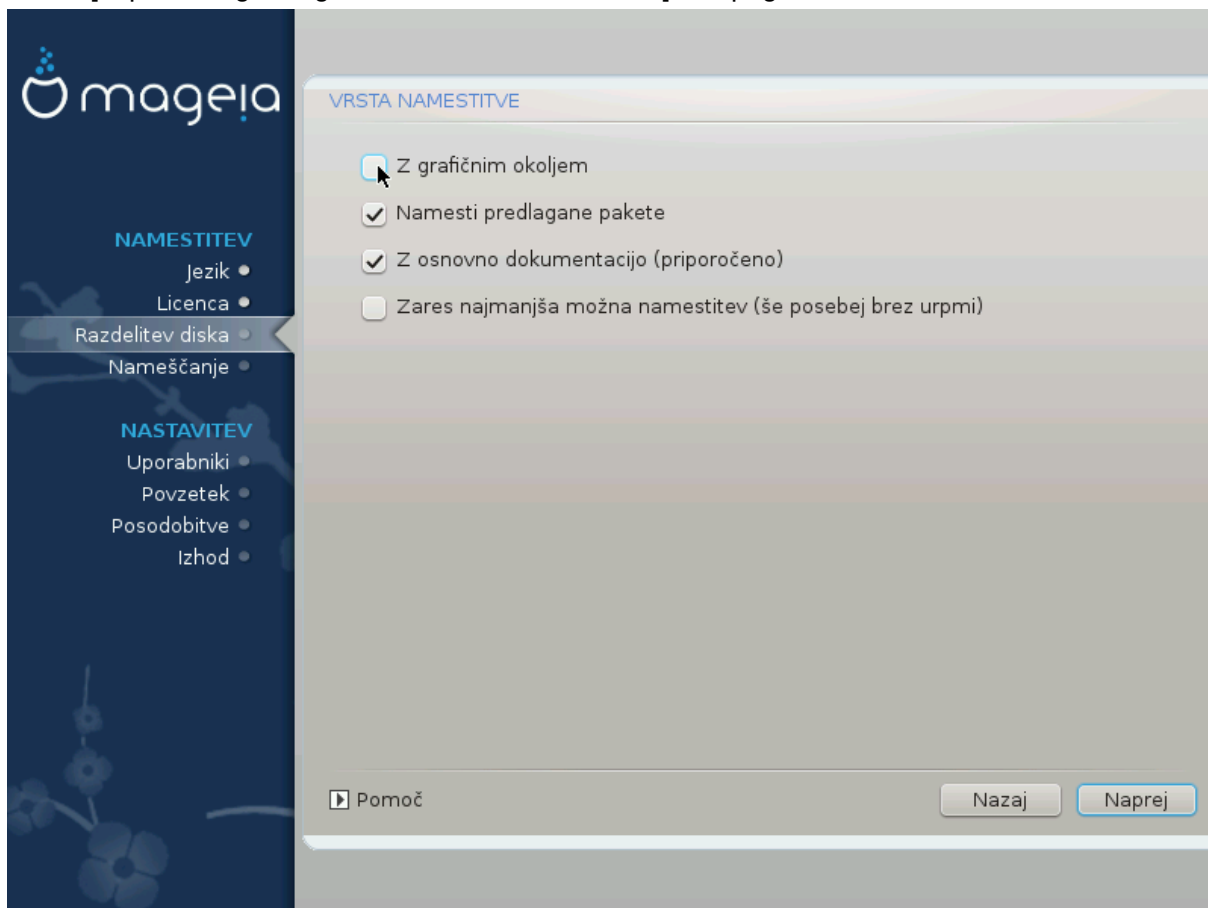 mageia
NAMESTITEV
Jezik
Licenca
Razdelitev diska
Nameščanje
NASTAVITEV
Uporabniki
Povzetek
Posodobitve
Izhod
VRSTA NAMESTITVE
Z grafičnim okoljem
Namesti predlagane pakete
Z osnovno dokumentacijo (priporočeno)
Zares najmanjša možna namestitev (še posebej brez urpmi)
Pomoč
Nazaj
Naprej